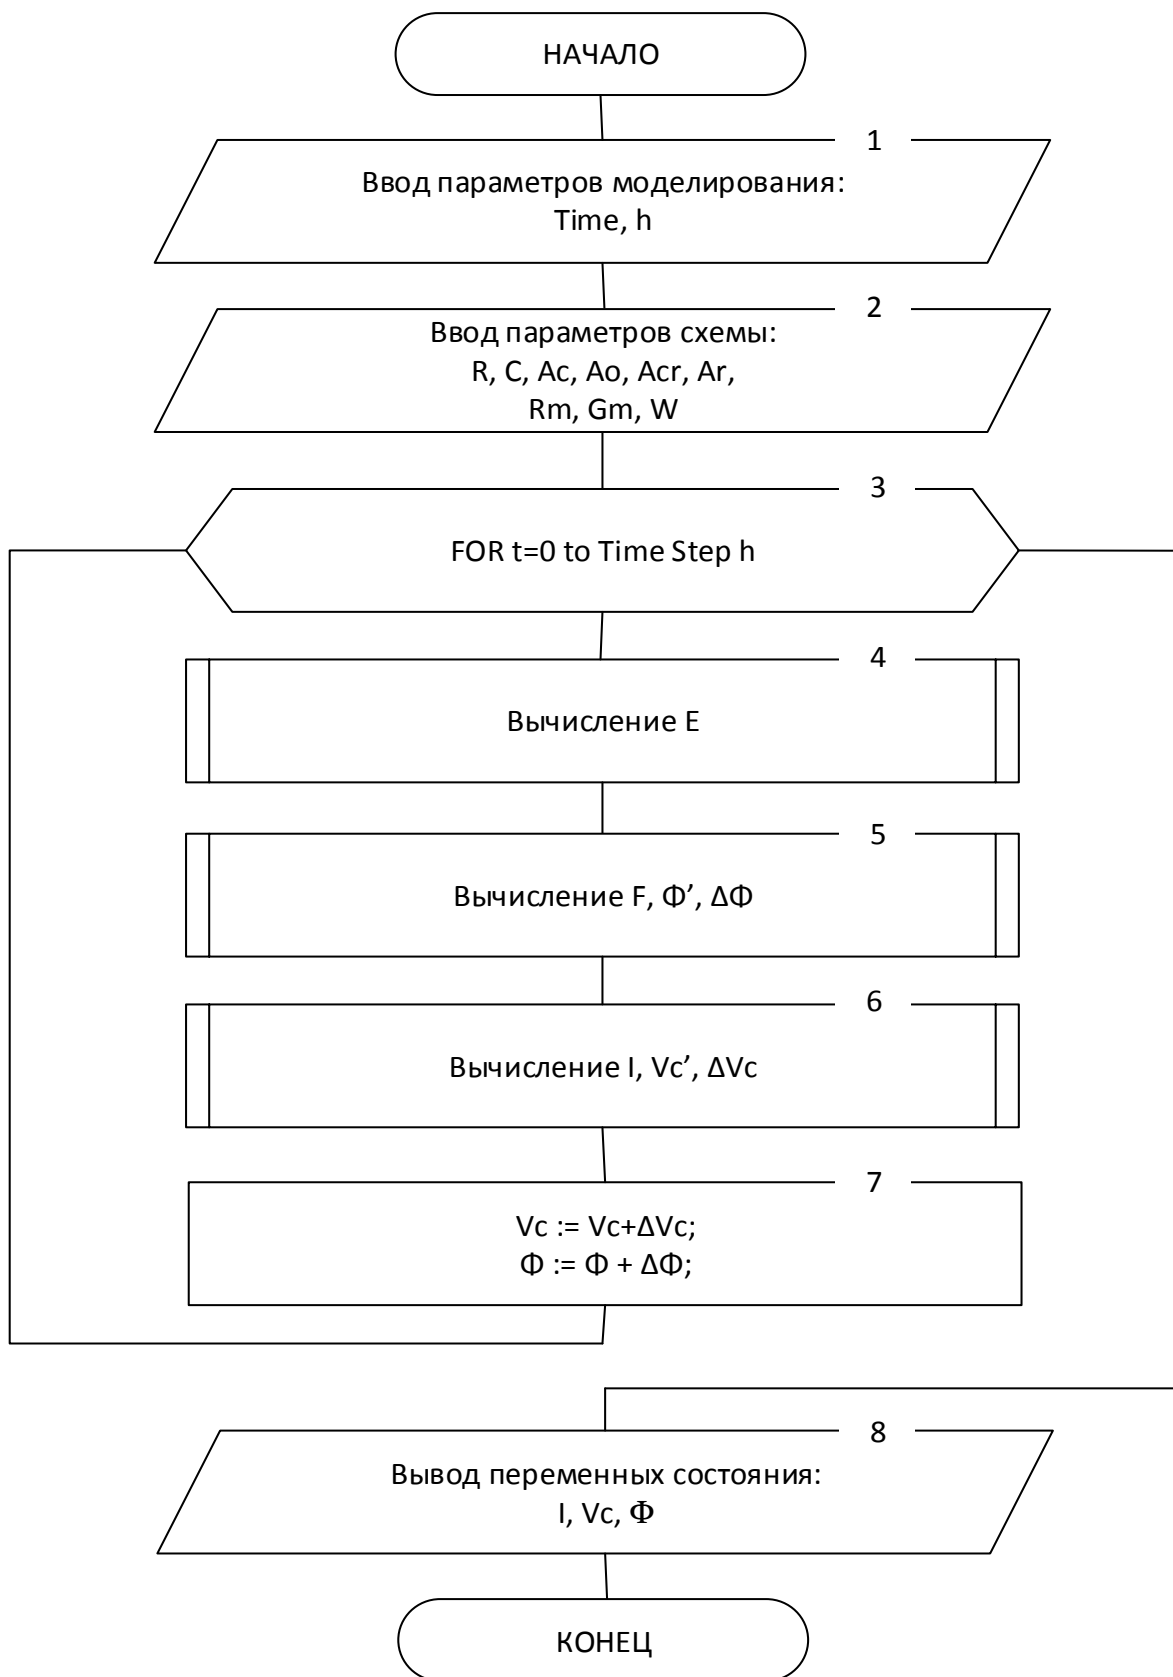 НАЧАЛО
1
Ввод параметров моделирования:
Time, h
2
Ввод параметров схемы:
R, C, Ac, Ao, Acr, Ar,
Rm, Gm, W
3
FOR t=0 to Time Step h
4
Вычисление E
5
Вычисление F, Ф’, ΔФ
6
Вычисление I, Vc’, ΔVc
7
Vc := Vc+ΔVc;
Ф := Ф + ΔФ;
8
Вывод переменных состояния:
I, Vc, Φ
КОНЕЦ